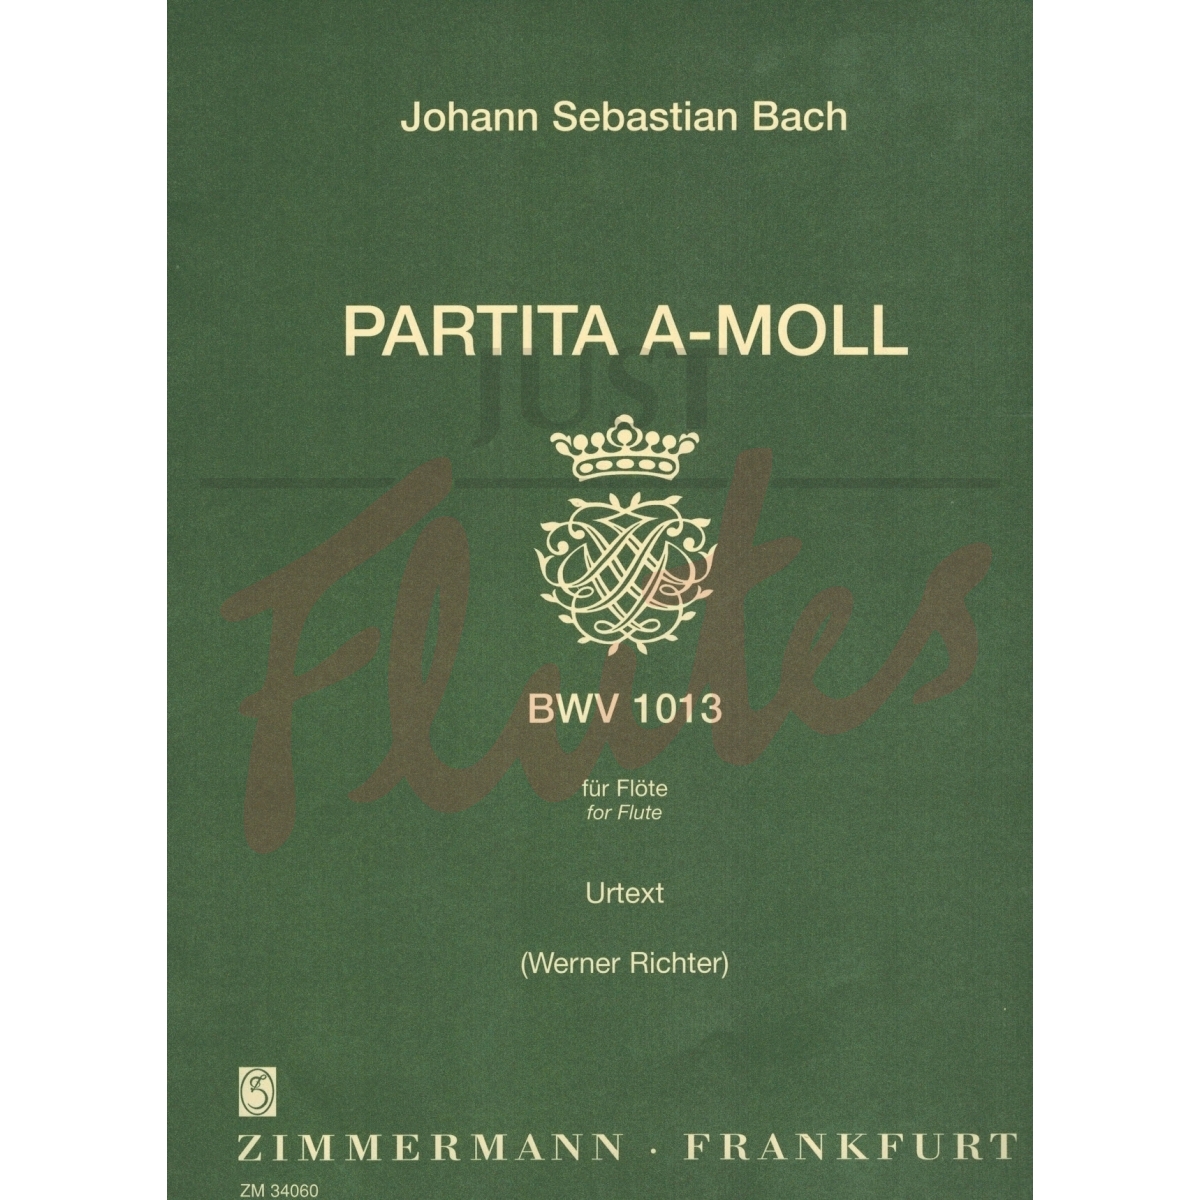 Johann Sebastian Bach
PARTITA A-MOLL
JUST
Flutes
BWV 1013
für Flöte
for Flute
Urtext
(Werner Richter)
ZIMMERMANN · FRANKFURT
ZM 34060